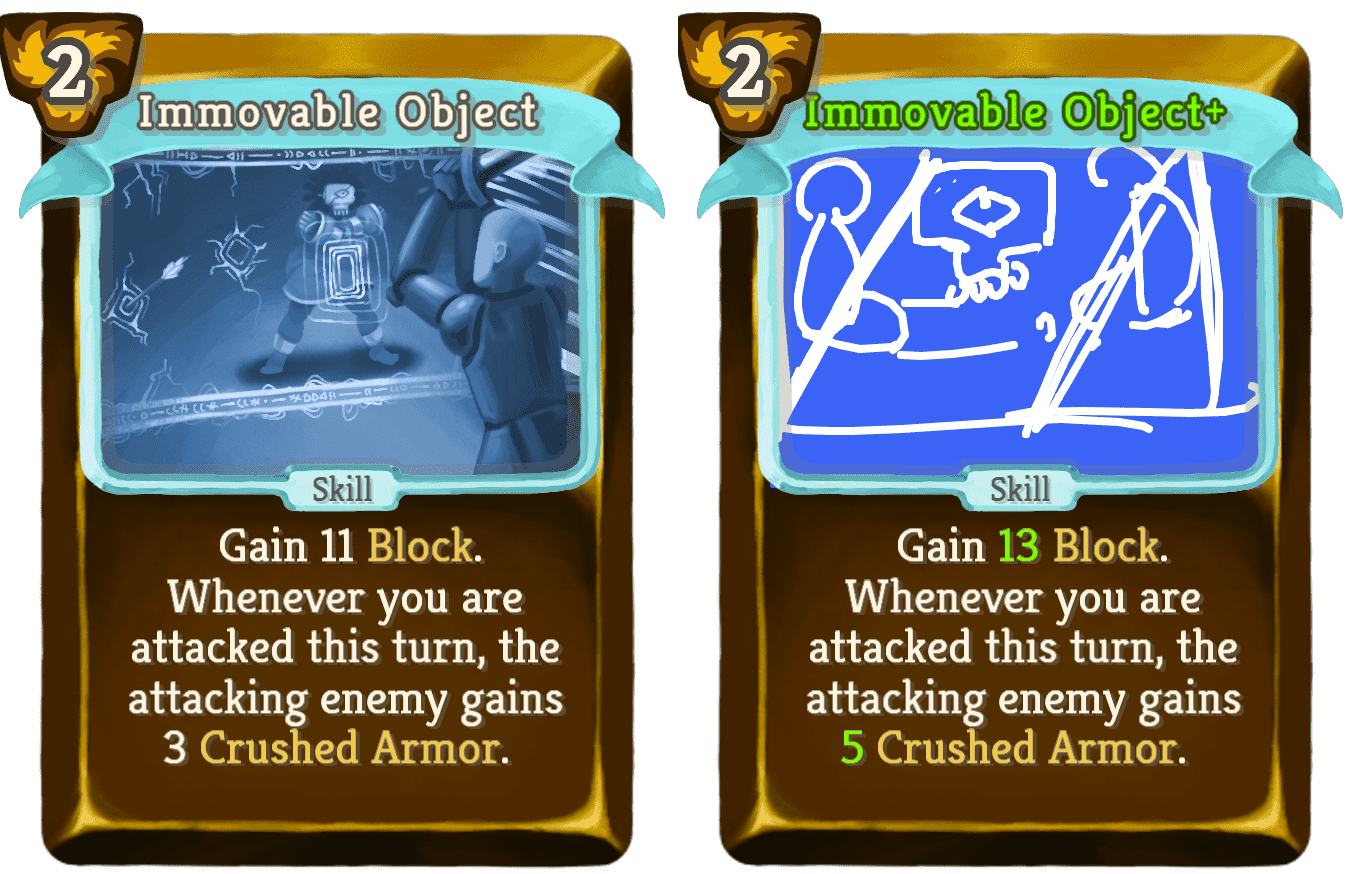 2
Immovable Object
Skill
Gain 11 Block.
Whenever you are
attacked this turn, the
attacking enemy gains
3 Crushed Armor.
2
Immovable Object+
Skill
Gain 13 Block.
Whenever you are
attacked this turn, the
attacking enemy gains
5 Crushed Armor.